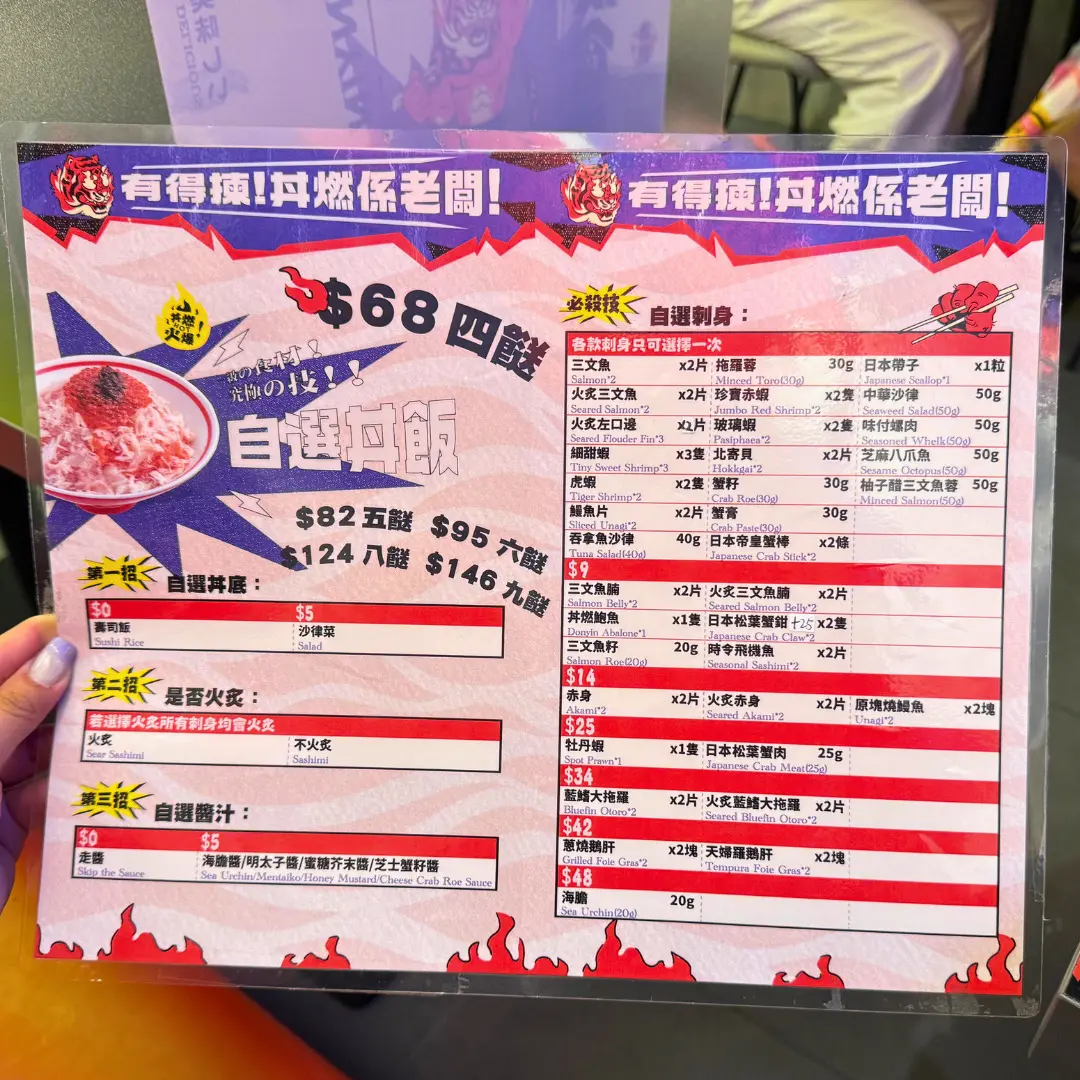 DELICIOUS
有得揀!丼燃係老闆!
有得揀!丼燃係老闆!
$68 四餸
丼燃 HOT 火爆!
究極の技!!
自選丼飯
$82 五餸 $95 六餸
$124 八餸 $146 九餸
第一招 自選丼底:
$0 $5
壽司飯 沙律菜
Sushi Rice Salad
第二招 是否火炙:
若選擇火炙所有刺身均會火炙
火炙 不火炙
Sear Sashimi Sashimi
第三招 自選醬汁:
$0 $5
走醬 海膽醬/明太子醬/蜜糖芥末醬/芝士蟹籽醬
Skip the Sauce Sea Urchin/Mentaiko/Honey Mustard/Cheese Crab Roe Sauce
必殺技 自選刺身:
各款刺身只可選擇一次
三文魚 x2片 拖羅蓉 30g 日本帶子 x1粒
Salmon*2 Minced Toro(30g) Japanese Scallop*1
火炙三文魚 x2片 珍寶赤蝦 x2隻 中華沙律 50g
Seared Salmon*2 Jumbo Red Shrimp*2 Seaweed Salad(50g)
火炙左口邊 x2片 玻璃蝦 x2隻 味付螺肉 50g
Seared Flouder Fin*3 Pasiphaea*2 Seasoned Whelk(50g)
細甜蝦 x3隻 北寄貝 x2片 芝麻八爪魚 50g
Tiny Sweet Shrimp*3 Hokkgai*2 Sesame Octopus(50g)
虎蝦 x2隻 蟹籽 30g 柚子醋三文魚蓉 50g
Tiger Shrimp*2 Crab Roe(30g) Minced Salmon(50g)
鰻魚片 x2片 蟹膏 30g
Sliced Unagi*2 Crab Paste(30g)
吞拿魚沙律 40g 日本帝皇蟹棒 x2條
Tuna Salad(40g) Japanese Crab Stick*2
$9
三文魚腩 x2片 火炙三文魚腩 x2片
Salmon Belly*2 Seared Salmon Belly*2
丼燃鮑魚 x1隻 日本松葉蟹鉗 +25 x2隻
Donyin Abalone*1 Japanese Crab Claw*2
三文魚籽 20g 時令飛機魚 x2片
Salmon Roe(20g) Seasonal Sashimi*2
$14
赤身 x2片 火炙赤身 x2片 原塊燒鰻魚 x2塊
Akami*2 Seared Akami*2 Unagi*2
$25
牡丹蝦 x1隻 日本松葉蟹肉 25g
Spot Prawn*1 Japanese Crab Meat(25g)
$34
藍鰭大拖羅 x2片 火炙藍鰭大拖羅 x2片
Bluefin Otoro*2 Seared Bluefin Otoro*2
$42
蔥燒鵝肝 x2塊 天婦羅鵝肝 x2塊
Grilled Foie Gras*2 Tempura Foie Gras*2
$48
海膽 20g
Sea Urchin(20g)